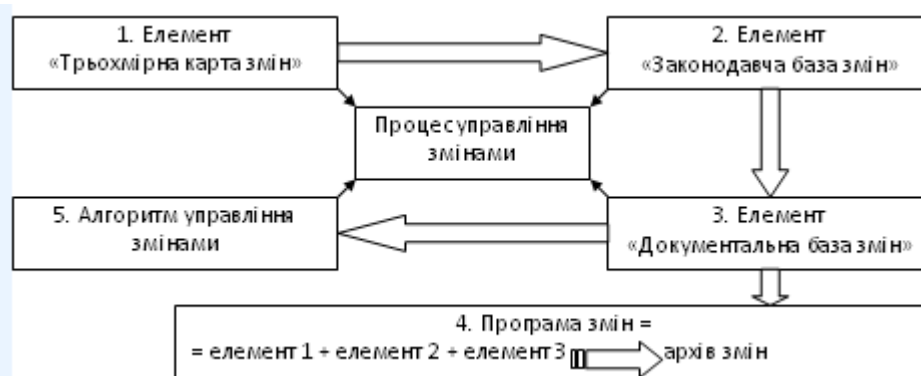 1. Елемент
«Трьохмірна карта змін»
2. Елемент
«Законодавча база змін»
Процес управління
змінами
5. Алгоритм управління
змінами
3. Елемент
«Документальна база змін»
4. Програма змін =
= елемент 1 + елемент 2 + елемент 3 архів змін